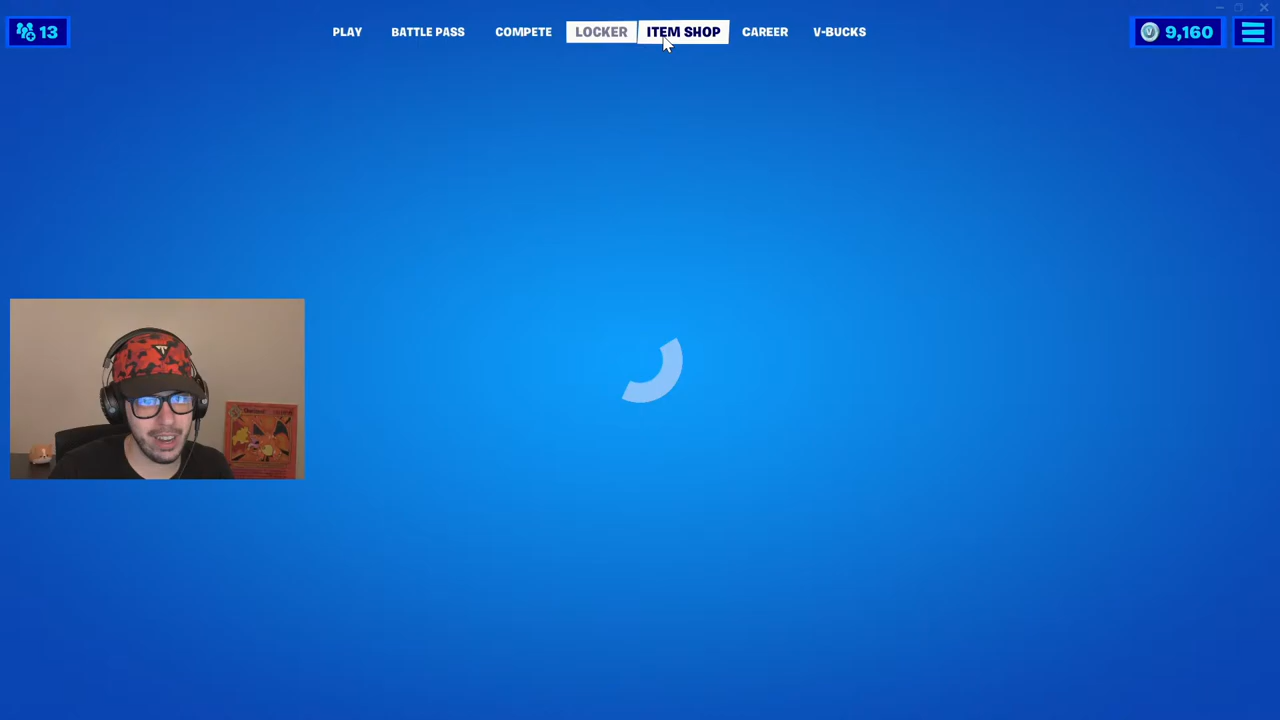 13
PLAY
BATTLE PASS
COMPETE
LOCKER
ITEM SHOP
CAREER
V-BUCKS
V 9,160